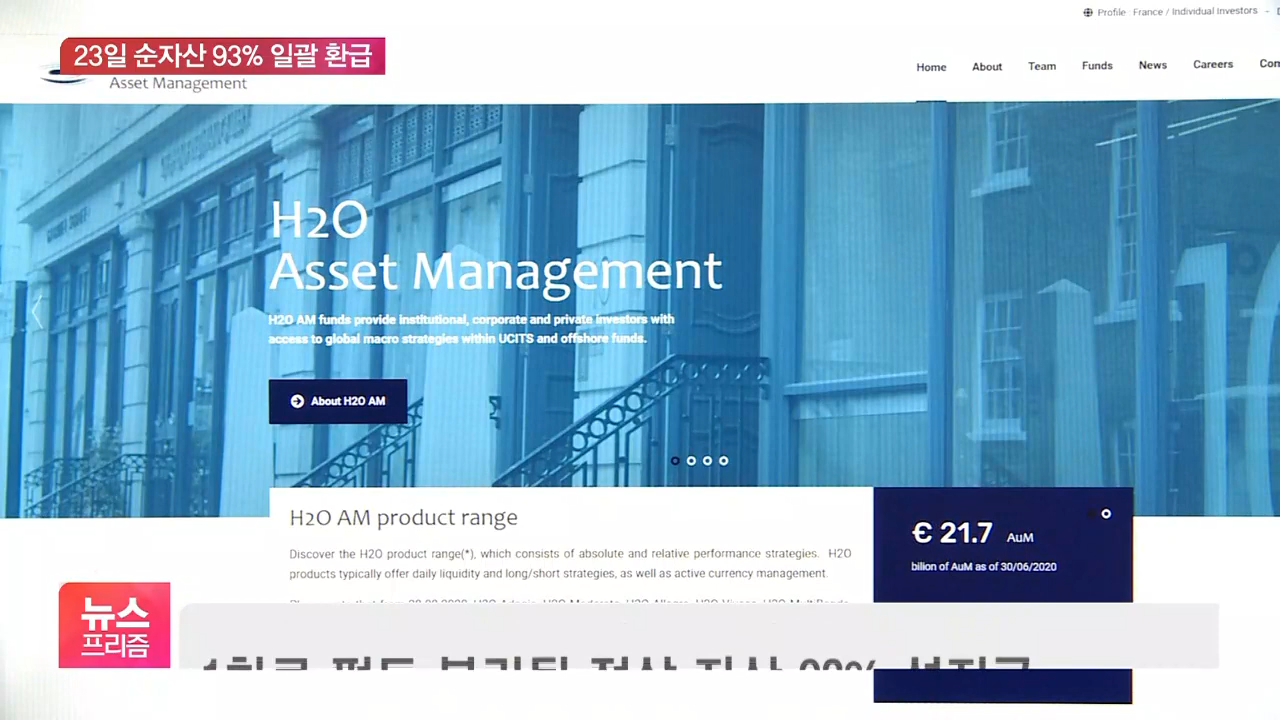 Profile : France / Individual Investors
23일 순자산 93% 일괄 환급
Asset Management
Home About Team Funds News Careers
H2O
Asset Management
H2O AM funds provide institutional, corporate and private investors with
access to global macro strategies within UCITS and offshore funds.
About H2O AM
H2O AM product range
Discover the H2O product range(*), which consists of absolute and relative performance strategies. H2O
products typically offer daily liquidity and long/short strategies, as well as active currency management.
€ 21.7 AuM
bilion of AuM as of 30/06/2020
뉴스
프리즘